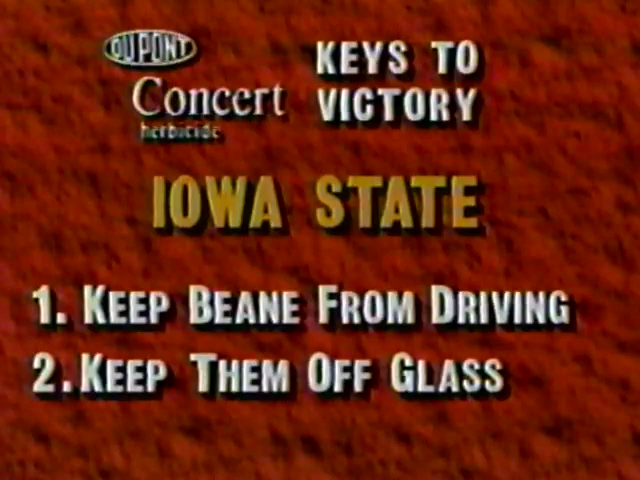 DUPONT
Concert
herbicide
KEYS TO
VICTORY
IOWA STATE
1. KEEP BEANE FROM DRIVING
2. KEEP THEM OFF GLASS